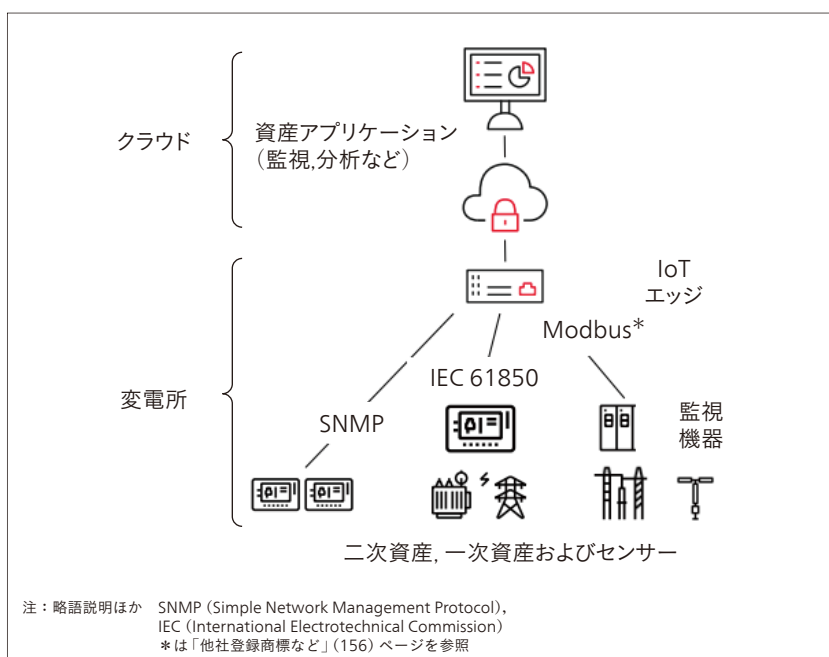 クラウド
資産アプリケーション
（監視,分析など）
IoT
エッジ
Modbus*
IEC 61850
変電所
SNMP
監視
機器
二次資産, 一次資産およびセンサー
注：略語説明ほか　SNMP（Simple Network Management Protocol），
IEC（International Electrotechnical Commission）
＊は「他社登録商標など」（156）ページを参照